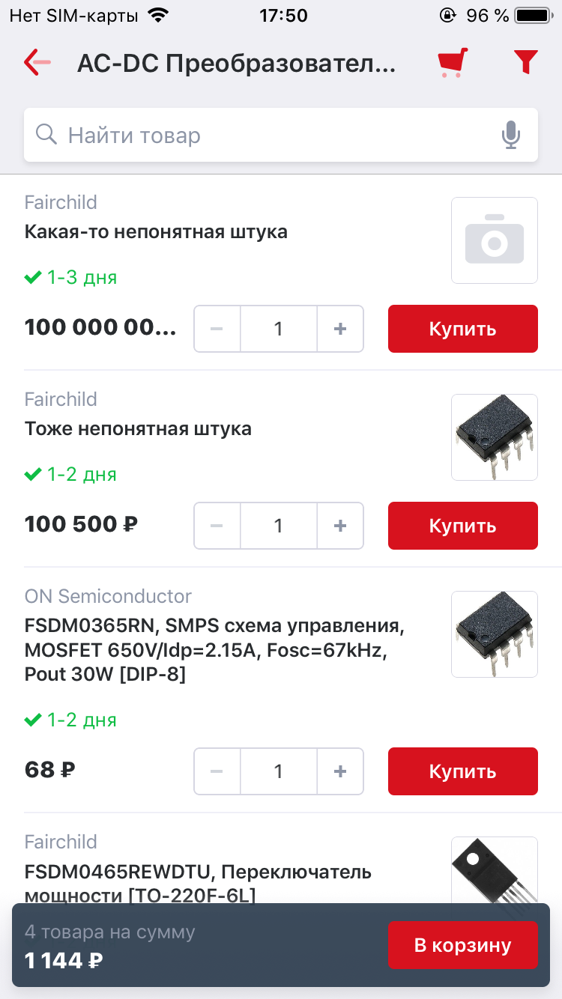 Нет SIM-карты 17:50 96 %
AC-DC Преобразовател...
Найти товар
Fairchild
Какая-то непонятная штука
1-3 дня
100 000 00... − 1 + Купить
Fairchild
Тоже непонятная штука
1-2 дня
100 500 ₽ − 1 + Купить
ON Semiconductor
FSDM0365RN, SMPS схема управления,
MOSFET 650V/Idp=2.15A, Fosc=67kHz,
Pout 30W [DIP-8]
1-2 дня
68 ₽ − 1 + Купить
Fairchild
FSDM0465REWDTU, Переключатель
мощности [TO-220F-6L]
4 товара на сумму
1 144 ₽
В корзину